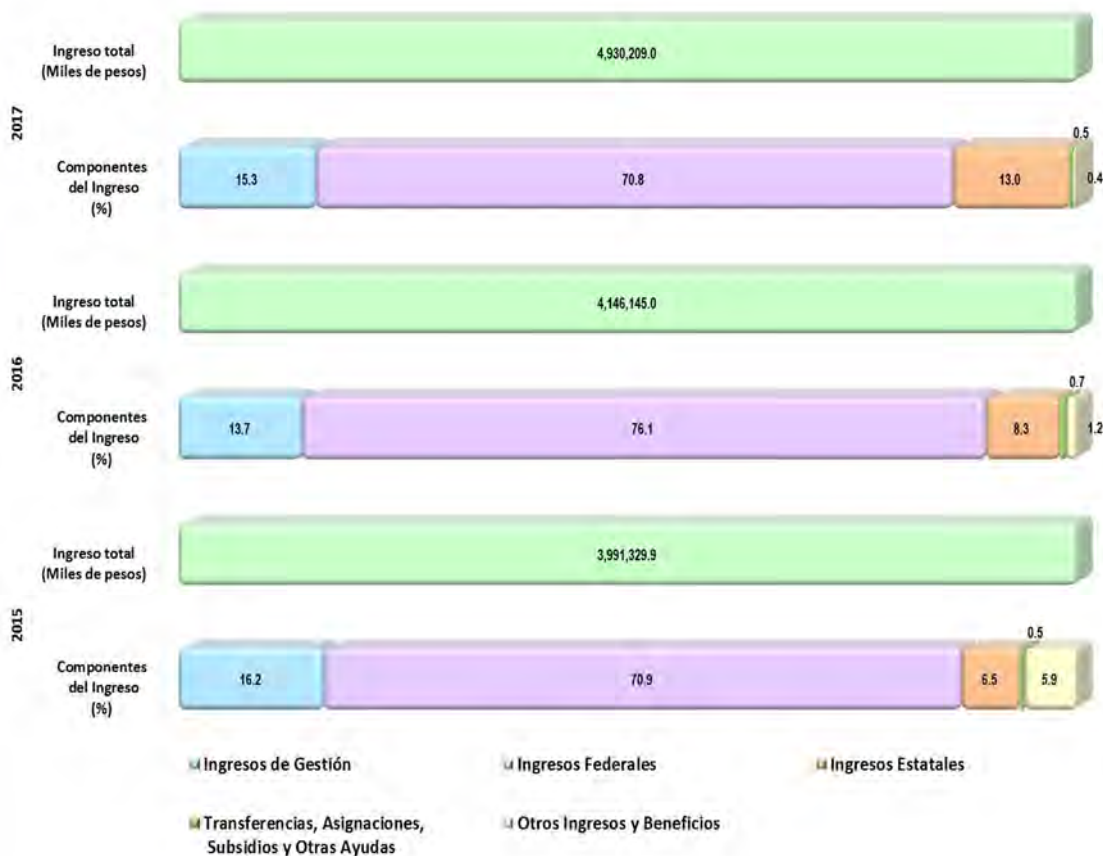 Ingreso total
(Miles de pesos)
4,930,209.0
2017
0.5
Componentes
del Ingreso
(%)
15.3
70.8
13.0
0.4
Ingreso total
(Miles de pesos)
4,146,145.0
2016
0.7
Componentes
del Ingreso
(%)
13.7
76.1
8.3
1.2
Ingreso total
(Miles de pesos)
3,991,329.9
2015
0.5
Componentes
del Ingreso
(%)
16.2
70.9
6.5
5.9
Ingresos de Gestión
Ingresos Federales
Ingresos Estatales
Transferencias, Asignaciones,
Subsidios y Otras Ayudas
Otros Ingresos y Beneficios